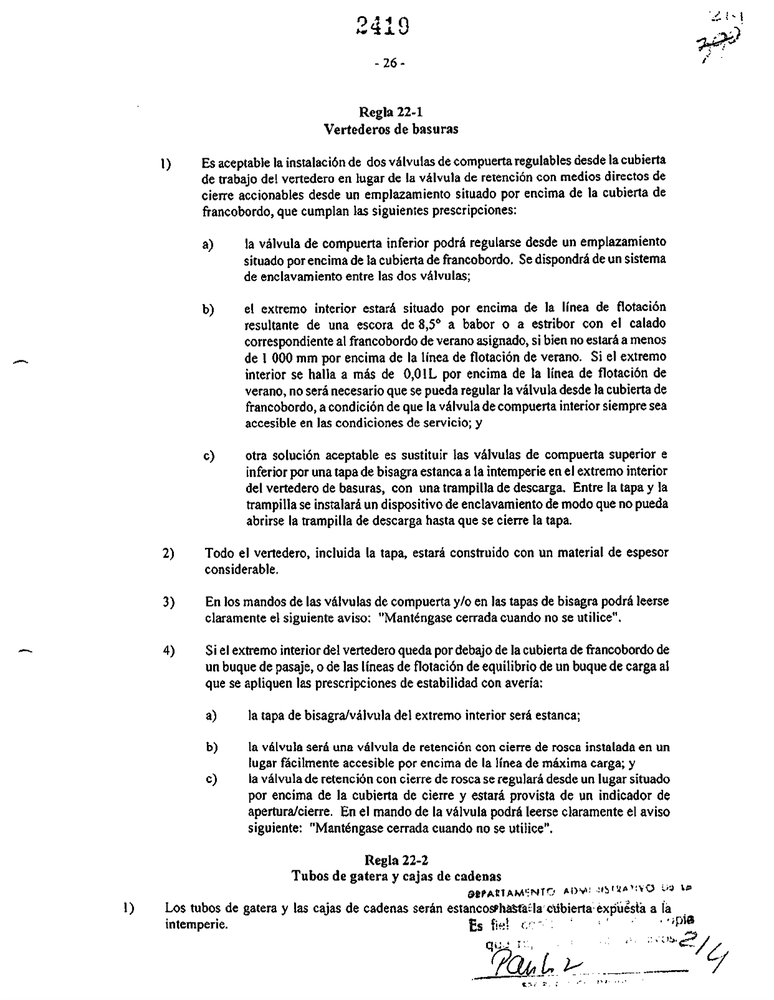 2419
- 26 -
Regla 22-1
Vertederos de basuras
1) Es aceptable la instalación de dos válvulas de compuerta regulables desde la cubierta
de trabajo del vertedero en lugar de la válvula de retención con medios directos de
cierre accionables desde un emplazamiento situado por encima de la cubierta de
francobordo, que cumplan las siguientes prescripciones:
a) la válvula de compuerta inferior podrá regularse desde un emplazamiento
situado por encima de la cubierta de francobordo. Se dispondrá de un sistema
de enclavamiento entre las dos válvulas;
b) el extremo interior estará situado por encima de la línea de flotación
resultante de una escora de 8,5° a babor o a estribor con el calado
correspondiente al francobordo de verano asignado, si bien no estará a menos
de 1 000 mm por encima de la línea de flotación de verano. Si el extremo
interior se halla a más de 0,01L por encima de la línea de flotación de
verano, no será necesario que se pueda regular la válvula desde la cubierta de
francobordo, a condición de que la válvula de compuerta interior siempre sea
accesible en las condiciones de servicio; y
c) otra solución aceptable es sustituir las válvulas de compuerta superior e
inferior por una tapa de bisagra estanca a la intemperie en el extremo interior
del vertedero de basuras, con una trampilla de descarga. Entre la tapa y la
trampilla se instalará un dispositivo de enclavamiento de modo que no pueda
abrirse la trampilla de descarga hasta que se cierre la tapa.
2) Todo el vertedero, incluida la tapa, estará construido con un material de espesor
considerable.
3) En los mandos de las válvulas de compuerta y/o en las tapas de bisagra podrá leerse
claramente el siguiente aviso: "Manténgase cerrada cuando no se utilice".
4) Si el extremo interior del vertedero queda por debajo de la cubierta de francobordo de
un buque de pasaje, o de las líneas de flotación de equilibrio de un buque de carga al
que se apliquen las prescripciones de estabilidad con avería:
a) la tapa de bisagra/válvula del extremo interior será estanca;
b) la válvula será una válvula de retención con cierre de rosca instalada en un
lugar fácilmente accesible por encima de la línea de máxima carga; y
c) la válvula de retención con cierre de rosca se regulará desde un lugar situado
por encima de la cubierta de cierre y estará provista de un indicador de
apertura/cierre. En el mando de la válvula podrá leerse claramente el aviso
siguiente: "Manténgase cerrada cuando no se utilice".
Regla 22-2
Tubos de gatera y cajas de cadenas
DEPARTAMENTO ADMINISTRATIVO DE LA
1) Los tubos de gatera y las cajas de cadenas serán estancos hasta la cubierta expuesta a la
intemperie.
Es fiel
que
214